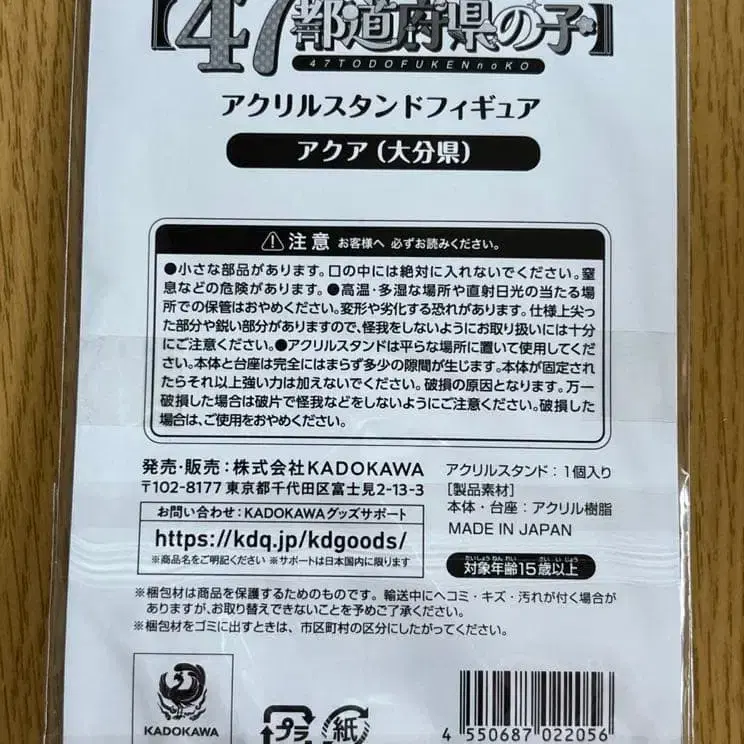 【47都道府県の子】
47TODOFUKENnoKO
アクリルスタンドフィギュア
アクア（大分県）
⚠注意 お客様へ 必ずお読みください。
●小さな部品があります。口の中には絶対に入れないでください。窒
息などの危険があります。●高温・多湿な場所や直射日光の当たる場
所での保管はおやめください。変形や劣化する恐れがあります。仕様上尖っ
た部分や鋭い部分がありますので、怪我をしないようにお取り扱いには十分
にご注意ください。●アクリルスタンドは平らな場所に置いて使用してくだ
さい。本体と台座は完全にはまらず多少の隙間が生じます。本体が固定され
たらそれ以上強い力は加えないでください。破損の原因となります。万一
破損した場合は破片で怪我などをしないようにご注意ください。破損した
場合は、ご使用をおやめください。
発売・販売：株式会社KADOKAWA
〒102-8177 東京都千代田区富士見2-13-3
お問い合わせ：KADOKAWAグッズサポート
https://kdq.jp/kdgoods/
※商品名をご明記ください ※サポートは日本国内に限ります
アクリルスタンド：1個入り
[製品素材]
本体・台座：アクリル樹脂
MADE IN JAPAN
たいしょうねんれい さい いじょう
対象年齢15歳以上
※梱包材は商品を保護するためのものです。輸送中にヘコミ・キズ・汚れが付く場合が
ありますが、お取り替えできないことを予めご了承ください。
※梱包材をゴミに出すときは、市区町村の区分にしたがってください。
KADOKAWA
プラ
紙
4 550687 022056